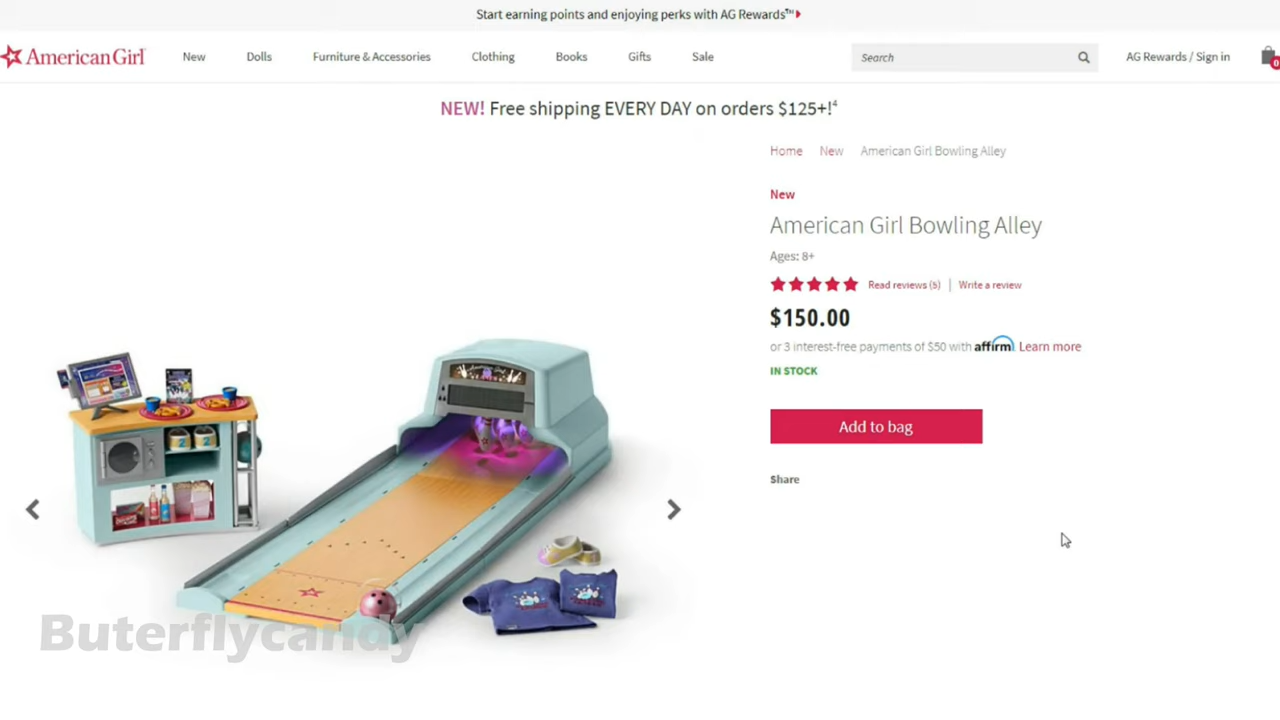 Start earning points and enjoying perks with AG Rewards™
American Girl
New
Dolls
Furniture & Accessories
Clothing
Books
Gifts
Sale
Search
AG Rewards / Sign in
0
NEW! Free shipping EVERY DAY on orders $125+!⁴
Home
New
American Girl Bowling Alley
New
American Girl Bowling Alley
Ages: 8+
Read reviews (5)
Write a review
$150.00
or 3 interest-free payments of $50 with affirm Learn more
IN STOCK
Add to bag
Share
Buterflycandy